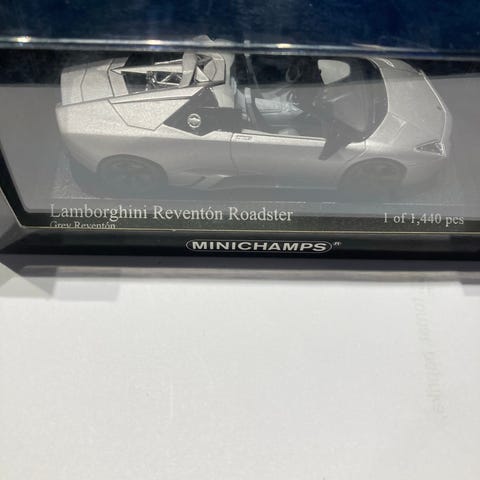 Lamborghini Reventón Roadster 1 of 1,440 pcs
Grey Reventón
MINICHAMPS®